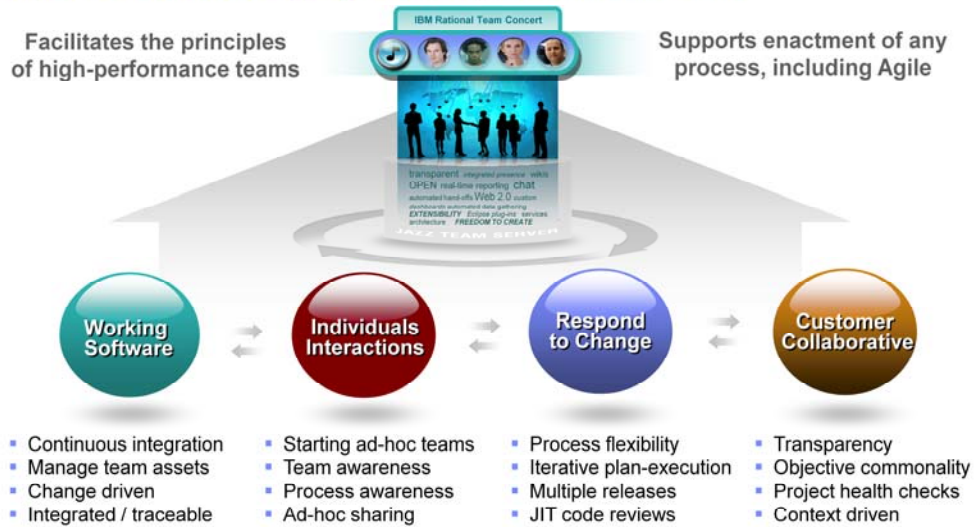 IBM Rational Team Concert
Facilitates the principles
of high-performance teams
Supports enactment of any
process, including Agile
transparent integrated presence wikis
OPEN real-time reporting chat
automated hand-offs Web 2.0 custom
dashboards automated data gathering
EXTENSIBILITY Eclipse plug-ins services
architecture FREEDOM TO CREATE
JAZZ TEAM SERVER
Working
Software
Individuals
Interactions
Respond
to Change
Customer
Collaborative
▪ Continuous integration
▪ Manage team assets
▪ Change driven
▪ Integrated / traceable
▪ Starting ad-hoc teams
▪ Team awareness
▪ Process awareness
▪ Ad-hoc sharing
▪ Process flexibility
▪ Iterative plan-execution
▪ Multiple releases
▪ JIT code reviews
▪ Transparency
▪ Objective commonality
▪ Project health checks
▪ Context driven